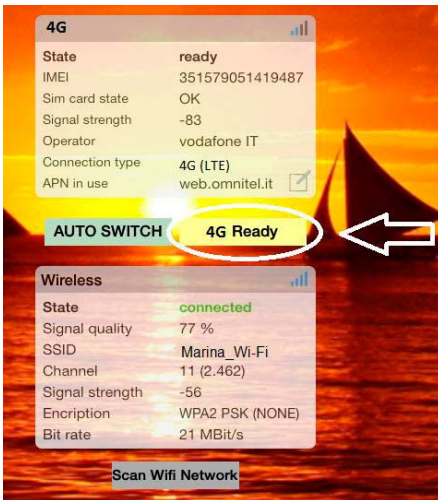 4G
State ready
IMEI 351579051419487
Sim card state OK
Signal strength -83
Operator vodafone IT
Connection type 4G (LTE)
APN in use web.omnitel.it
AUTO SWITCH 4G Ready
Wireless
State connected
Signal quality 77 %
SSID Marina_Wi-Fi
Channel 11 (2.462)
Signal strength -56
Encription WPA2 PSK (NONE)
Bit rate 21 MBit/s
Scan Wifi Network